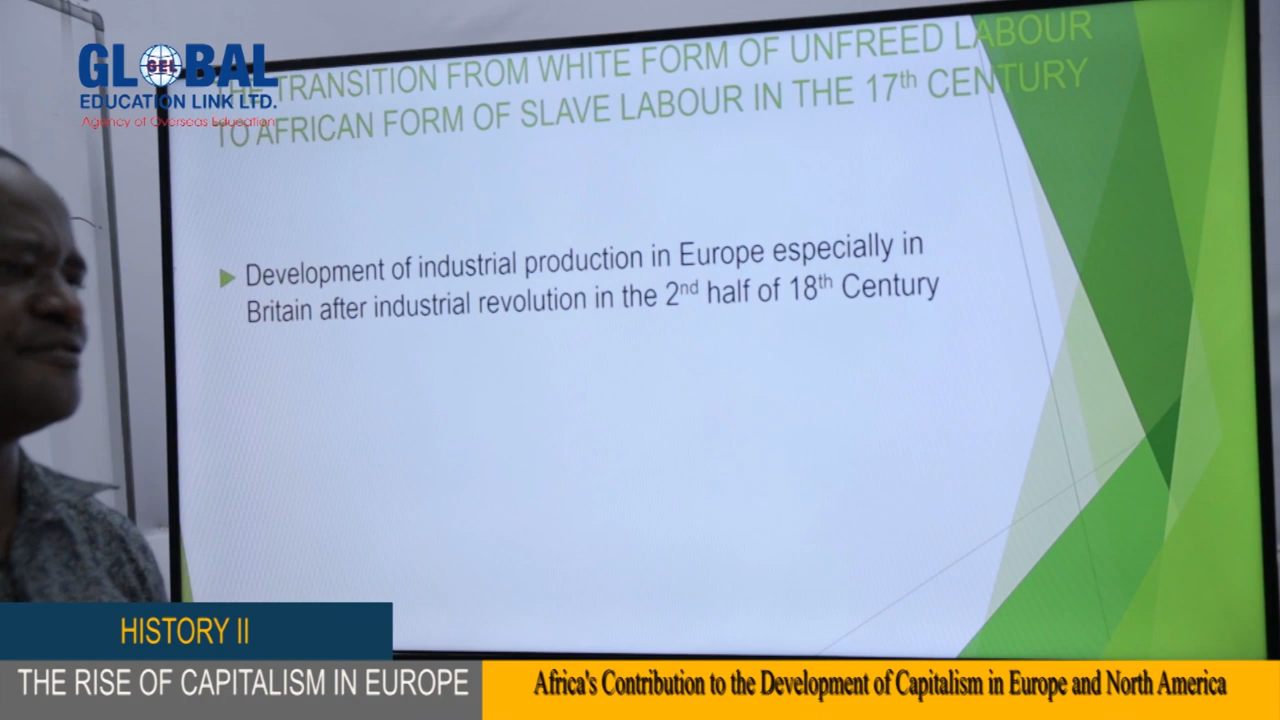 GLOBAL
GEL
EDUCATION LINK LTD.
Agency of Overseas Education
THE TRANSITION FROM WHITE FORM OF UNFREED LABOUR
TO AFRICAN FORM OF SLAVE LABOUR IN THE 17th CENTURY
Development of industrial production in Europe especially in
Britain after industrial revolution in the 2nd half of 18th Century
HISTORY II
THE RISE OF CAPITALISM IN EUROPE
Africa's Contribution to the Development of Capitalism in Europe and North America